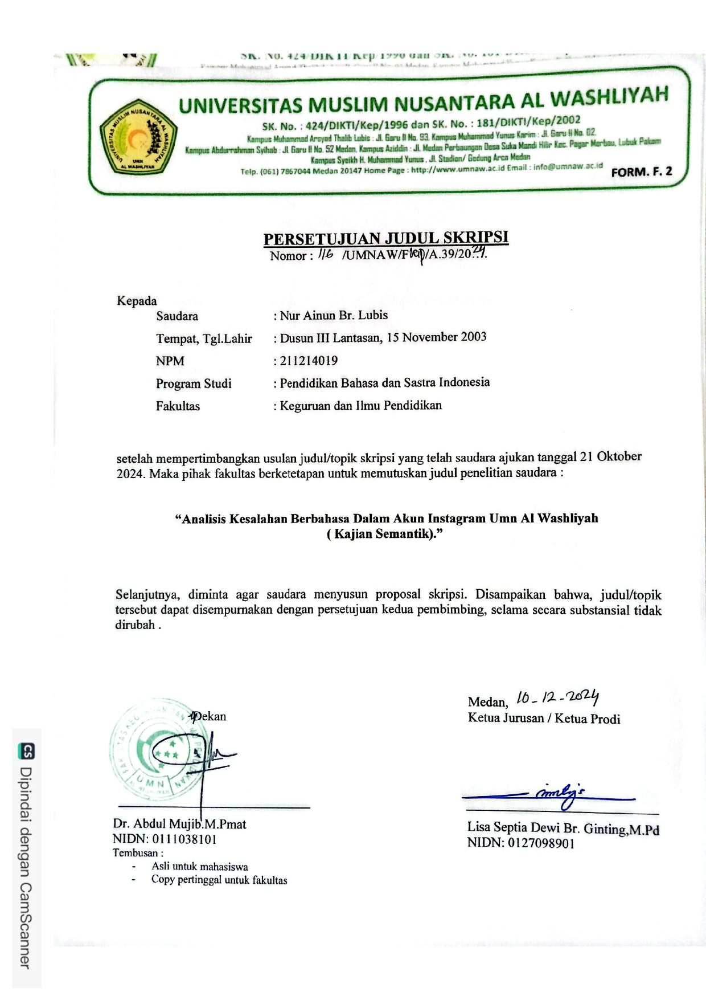 SK. No. 424/DIKTI/Kep/1996 dan SK. No.
UNIVERSITAS MUSLIM NUSANTARA AL WASHLIYAH
SK. No. : 424/DIKTI/Kep/1996 dan SK. No. : 181/DIKTI/Kep/2002
Kampus Muhammad Arsyad Thalib Lubis : Jl. Garu II No. 93, Kampus Muhammad Yunus Karim : Jl. Garu II No. 02,
Kampus Abdurrahman Syihab : Jl Garu II No. 52 Medan, Kampus Aziddin : Jl. Medan Perbaungan Desa Suka Mandi Hilir Kec. Pagar Merbau, Lubuk Pakam
Kampus Syeikh H. Muhammad Yunus , Jl. Stadion/ Gedung Arca Medan
Telp. (061) 7867044 Medan 20147 Home Page : http://www.umnaw.ac.id Email : info@umnaw.ac.id
FORM. F. 2
UNIVERSITAS MUSLIM NUSANTARA AL WASHLIYAH
UMN
AL WASHLIYAH
PERSETUJUAN JUDUL SKRIPSI
Nomor : 116 /UMNAW/Fkip/A.39/2024.
Kepada
Saudara : Nur Ainun Br. Lubis
Tempat, Tgl.Lahir : Dusun III Lantasan, 15 November 2003
NPM : 211214019
Program Studi : Pendidikan Bahasa dan Sastra Indonesia
Fakultas : Keguruan dan Ilmu Pendidikan
setelah mempertimbangkan usulan judul/topik skripsi yang telah saudara ajukan tanggal 21 Oktober
2024. Maka pihak fakultas berketetapan untuk memutuskan judul penelitian saudara :
“Analisis Kesalahan Berbahasa Dalam Akun Instagram Umn Al Washliyah
( Kajian Semantik).”
Selanjutnya, diminta agar saudara menyusun proposal skripsi. Disampaikan bahwa, judul/topik
tersebut dapat disempurnakan dengan persetujuan kedua pembimbing, selama secara substansial tidak
dirubah .
Medan, 10-12-2024
Ketua Jurusan / Ketua Prodi
Dekan
UMN
Dr. Abdul Mujib.M.Pmat
NIDN: 0111038101
Lisa Septia Dewi Br. Ginting,M.Pd
NIDN: 0127098901
Tembusan :
- Asli untuk mahasiswa
- Copy pertinggal untuk fakultas
CS Dipindai dengan CamScanner